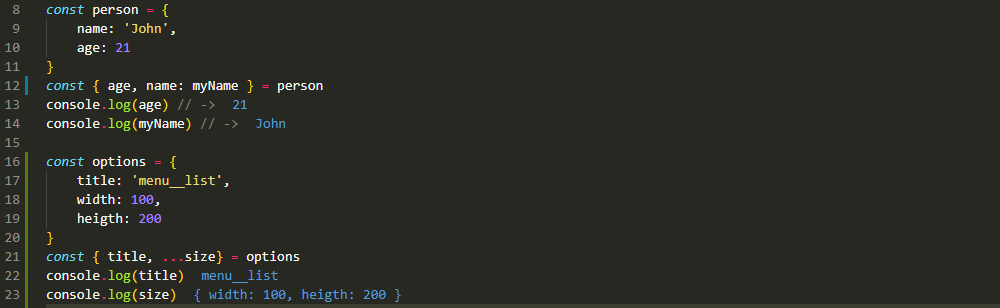 8 const person = {
9 name: 'John',
10 age: 21
11 }
12 const { age, name: myName } = person
13 console.log(age) // -> 21
14 console.log(myName) // -> John
15
16 const options = {
17 title: 'menu__list',
18 width: 100,
19 heigth: 200
20 }
21 const { title, ...size} = options
22 console.log(title) menu__list
23 console.log(size) { width: 100, heigth: 200 }